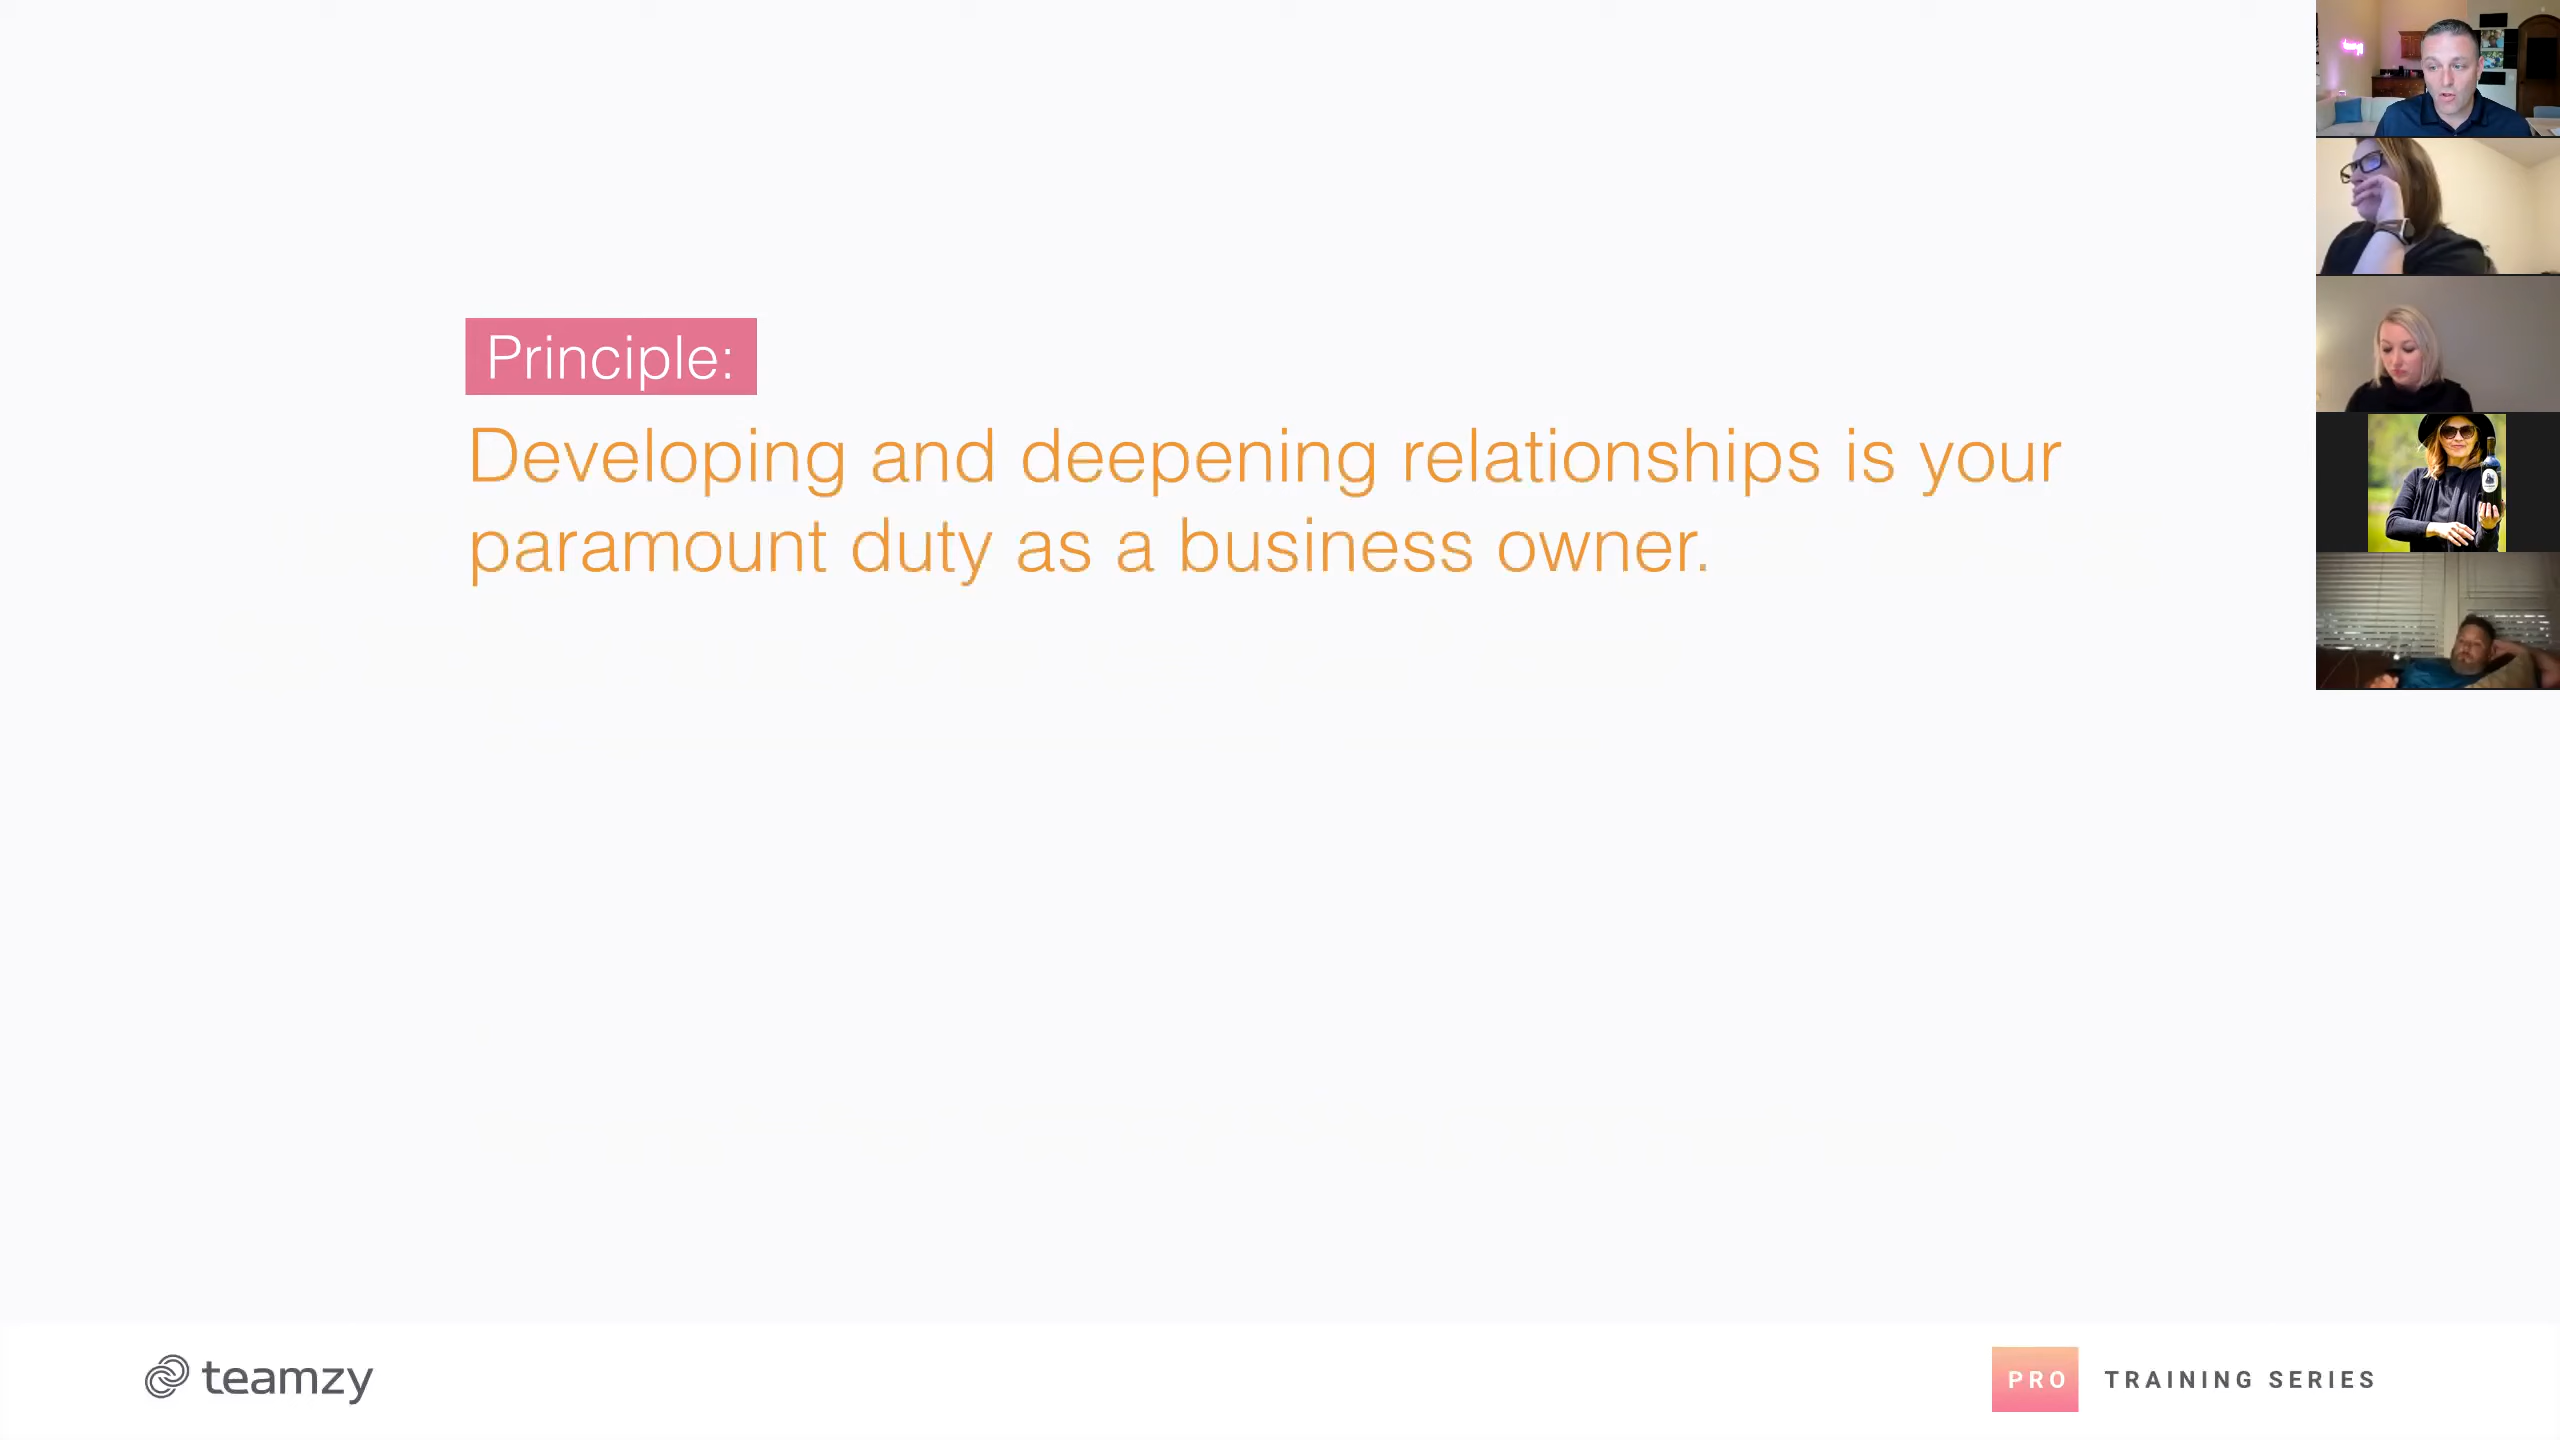 Principle:
Developing and deepening relationships is your
paramount duty as a business owner.
teamzy
PRO TRAINING SERIES